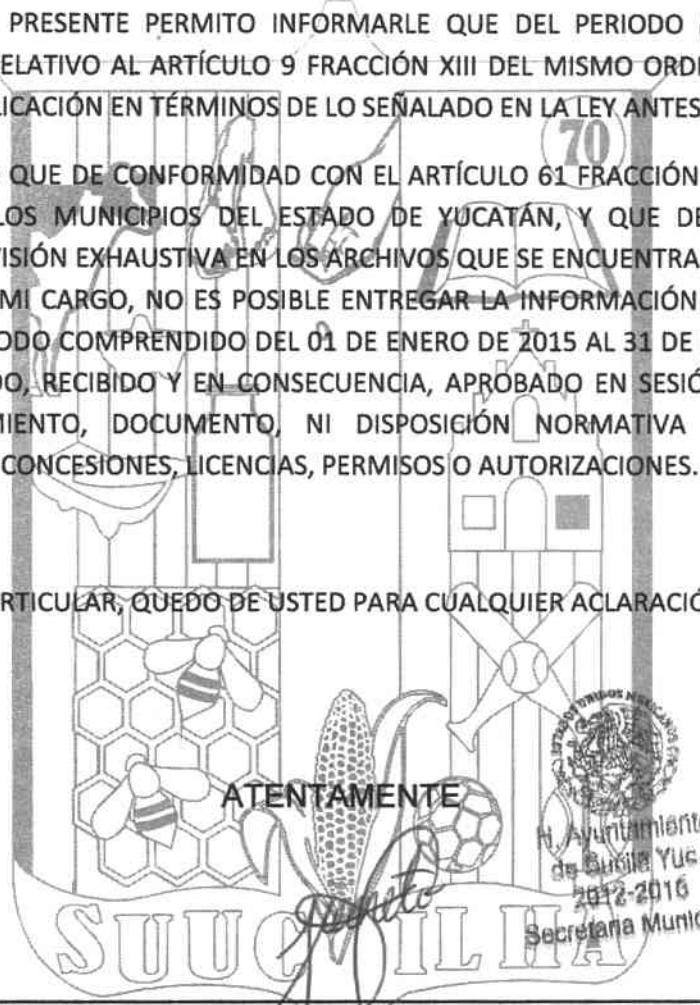 PRESENTE PERMITO INFORMARLE QUE DEL PERIODO
ELATIVO AL ARTÍCULO 9 FRACCIÓN XIII DEL MISMO ORD
LICACIÓN EN TÉRMINOS DE LO SEÑALADO EN LA LEY ANTES
70
QUE DE CONFORMIDAD CON EL ARTÍCULO 61 FRACCIÓN
LOS MUNICIPIOS DEL ESTADO DE YUCATÁN, Y QUE DE
VISIÓN EXHAUSTIVA EN LOS ARCHIVOS QUE SE ENCUENTRA
MI CARGO, NO ES POSIBLE ENTREGAR LA INFORMACIÓN
ODO COMPRENDIDO DEL 01 DE ENERO DE 2015 AL 31 DE
DO, RECIBIDO Y EN CONSECUENCIA, APROBADO EN SESIÓ
MIENTO, DOCUMENTO, NI DISPOSICIÓN NORMATIVA
CONCESIONES, LICENCIAS, PERMISOS O AUTORIZACIONES.
ARTICULAR, QUEDO DE USTED PARA CUALQUIER ACLARACIÓ
ATENTAMENTE
H. Ayuntamiento
de Sucila Yuc
Secretaria Munic
SUUC IL HA